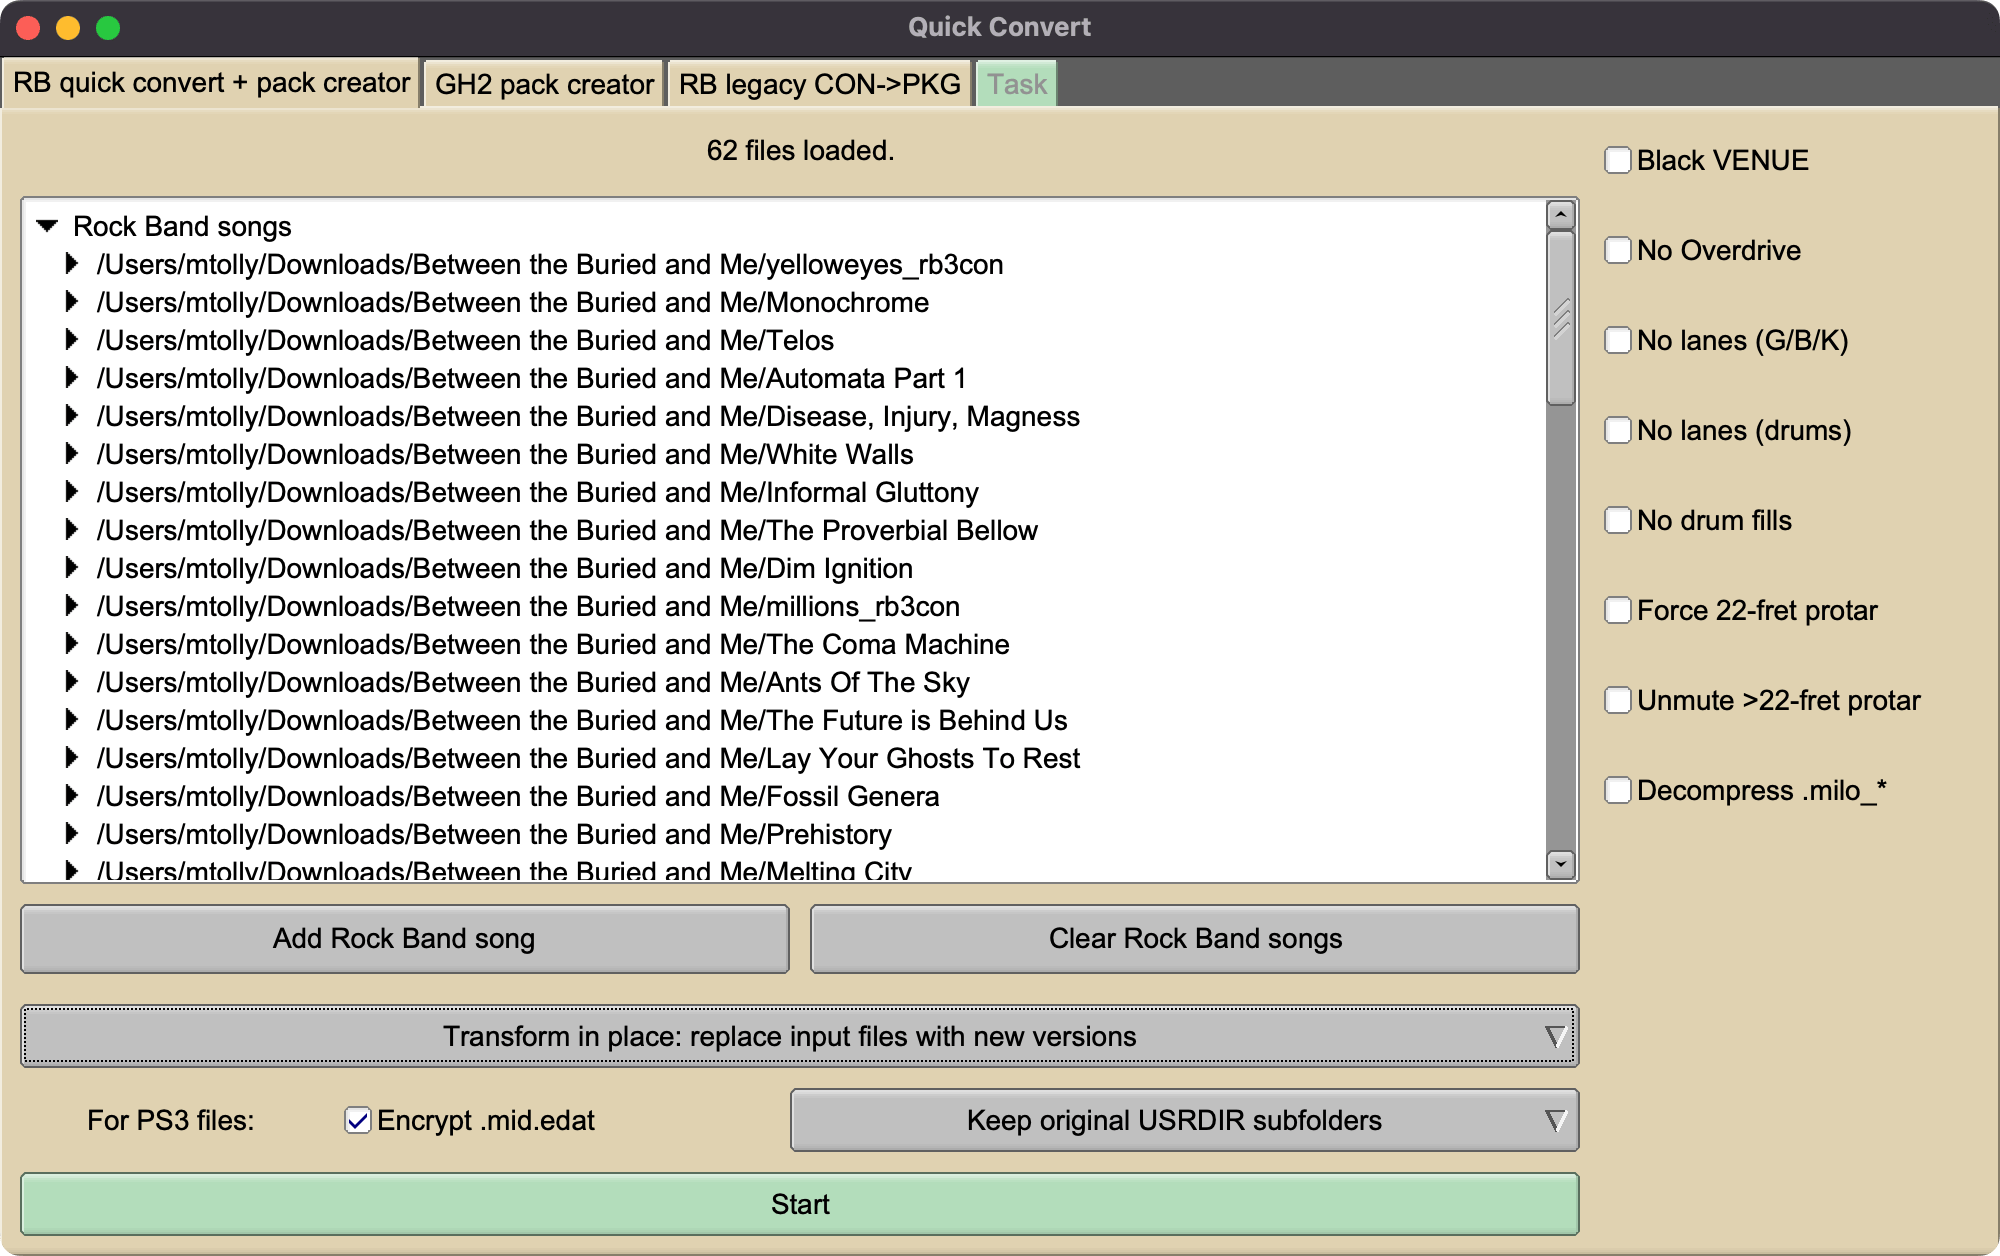 Quick Convert
RB quick convert + pack creator
GH2 pack creator
RB legacy CON->PKG
Task
62 files loaded.
Rock Band songs
/Users/mtolly/Downloads/Between the Buried and Me/yelloweyes_rb3con
/Users/mtolly/Downloads/Between the Buried and Me/Monochrome
/Users/mtolly/Downloads/Between the Buried and Me/Telos
/Users/mtolly/Downloads/Between the Buried and Me/Automata Part 1
/Users/mtolly/Downloads/Between the Buried and Me/Disease, Injury, Magness
/Users/mtolly/Downloads/Between the Buried and Me/White Walls
/Users/mtolly/Downloads/Between the Buried and Me/Informal Gluttony
/Users/mtolly/Downloads/Between the Buried and Me/The Proverbial Bellow
/Users/mtolly/Downloads/Between the Buried and Me/Dim Ignition
/Users/mtolly/Downloads/Between the Buried and Me/millions_rb3con
/Users/mtolly/Downloads/Between the Buried and Me/The Coma Machine
/Users/mtolly/Downloads/Between the Buried and Me/Ants Of The Sky
/Users/mtolly/Downloads/Between the Buried and Me/The Future is Behind Us
/Users/mtolly/Downloads/Between the Buried and Me/Lay Your Ghosts To Rest
/Users/mtolly/Downloads/Between the Buried and Me/Fossil Genera
/Users/mtolly/Downloads/Between the Buried and Me/Prehistory
/Users/mtolly/Downloads/Between the Buried and Me/Melting City
Add Rock Band song
Clear Rock Band songs
Transform in place: replace input files with new versions
For PS3 files:
Encrypt .mid.edat
Keep original USRDIR subfolders
Start
Black VENUE
No Overdrive
No lanes (G/B/K)
No lanes (drums)
No drum fills
Force 22-fret protar
Unmute >22-fret protar
Decompress .milo_*